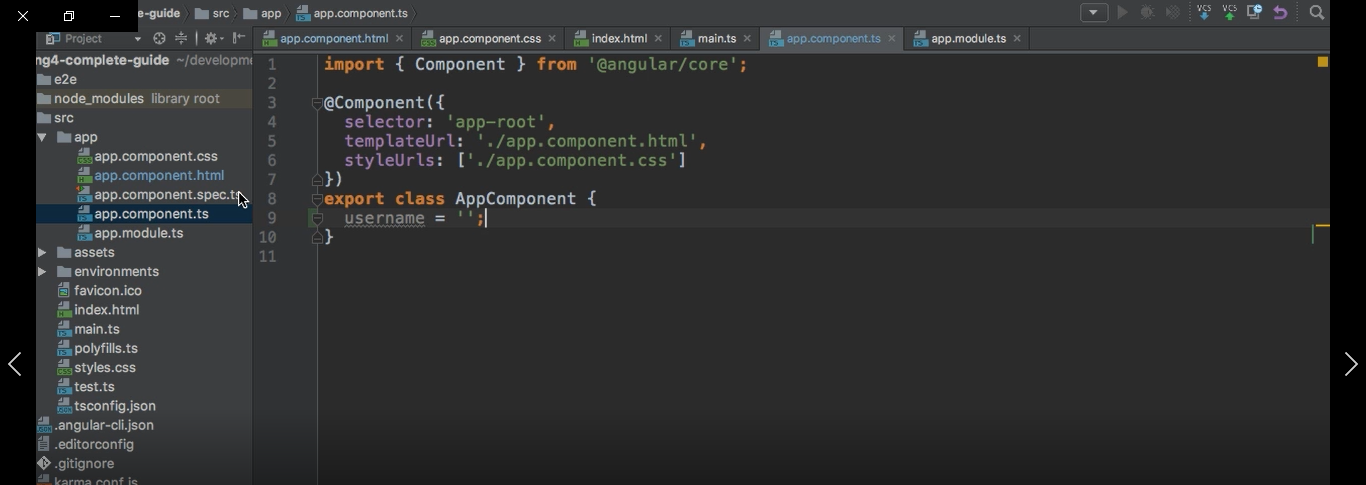 e-guide src app app.component.ts
Project
app.component.html app.component.css index.html main.ts app.component.ts app.module.ts
VCS VCS
ng4-complete-guide ~/developme
e2e
node_modules library root
src
app
app.component.css
app.component.html
app.component.spec.ts
app.component.ts
app.module.ts
assets
environments
favicon.ico
index.html
main.ts
polyfills.ts
styles.css
test.ts
tsconfig.json
.angular-cli.json
.editorconfig
.gitignore
karma.conf.js
1 import { Component } from '@angular/core';
2
3 @Component({
4 selector: 'app-root',
5 templateUrl: './app.component.html',
6 styleUrls: ['./app.component.css']
7 })
8 export class AppComponent {
9 username = '';
10 }
11